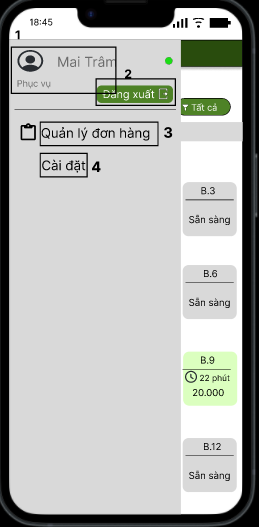 18:45
1
Mai Trâm
Phục vụ
2
Đăng xuất
Tất cả
Quản lý đơn hàng
3
Cài đặt
4
B.3
Sẵn sàng
B.6
Sẵn sàng
B.9
22 phút
20.000
B.12
Sẵn sàng